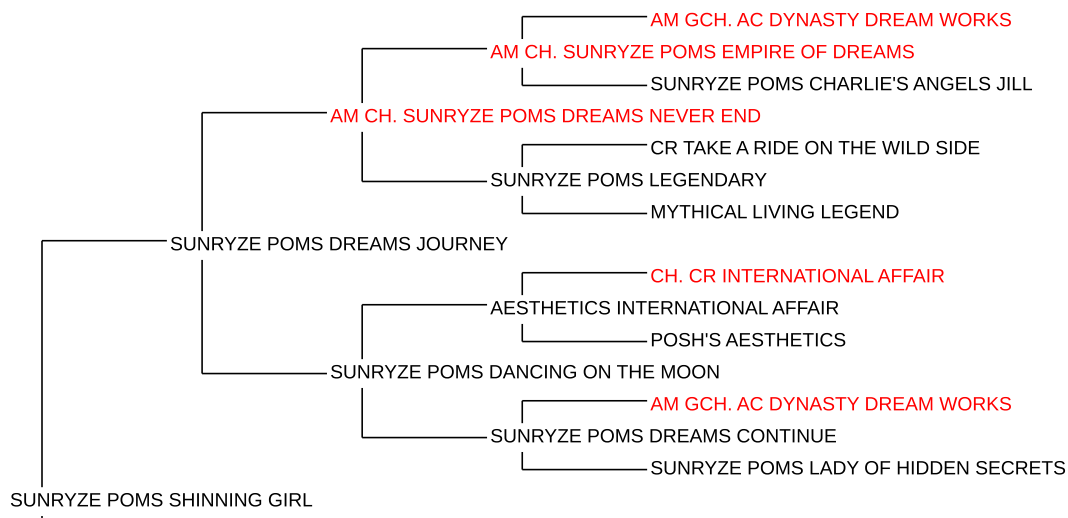 AM GCH. AC DYNASTY DREAM WORKS
AM CH. SUNRYZE POMS EMPIRE OF DREAMS
SUNRYZE POMS CHARLIE'S ANGELS JILL
AM CH. SUNRYZE POMS DREAMS NEVER END
CR TAKE A RIDE ON THE WILD SIDE
SUNRYZE POMS LEGENDARY
MYTHICAL LIVING LEGEND
SUNRYZE POMS DREAMS JOURNEY
CH. CR INTERNATIONAL AFFAIR
AESTHETICS INTERNATIONAL AFFAIR
POSH'S AESTHETICS
SUNRYZE POMS DANCING ON THE MOON
AM GCH. AC DYNASTY DREAM WORKS
SUNRYZE POMS DREAMS CONTINUE
SUNRYZE POMS LADY OF HIDDEN SECRETS
SUNRYZE POMS SHINNING GIRL